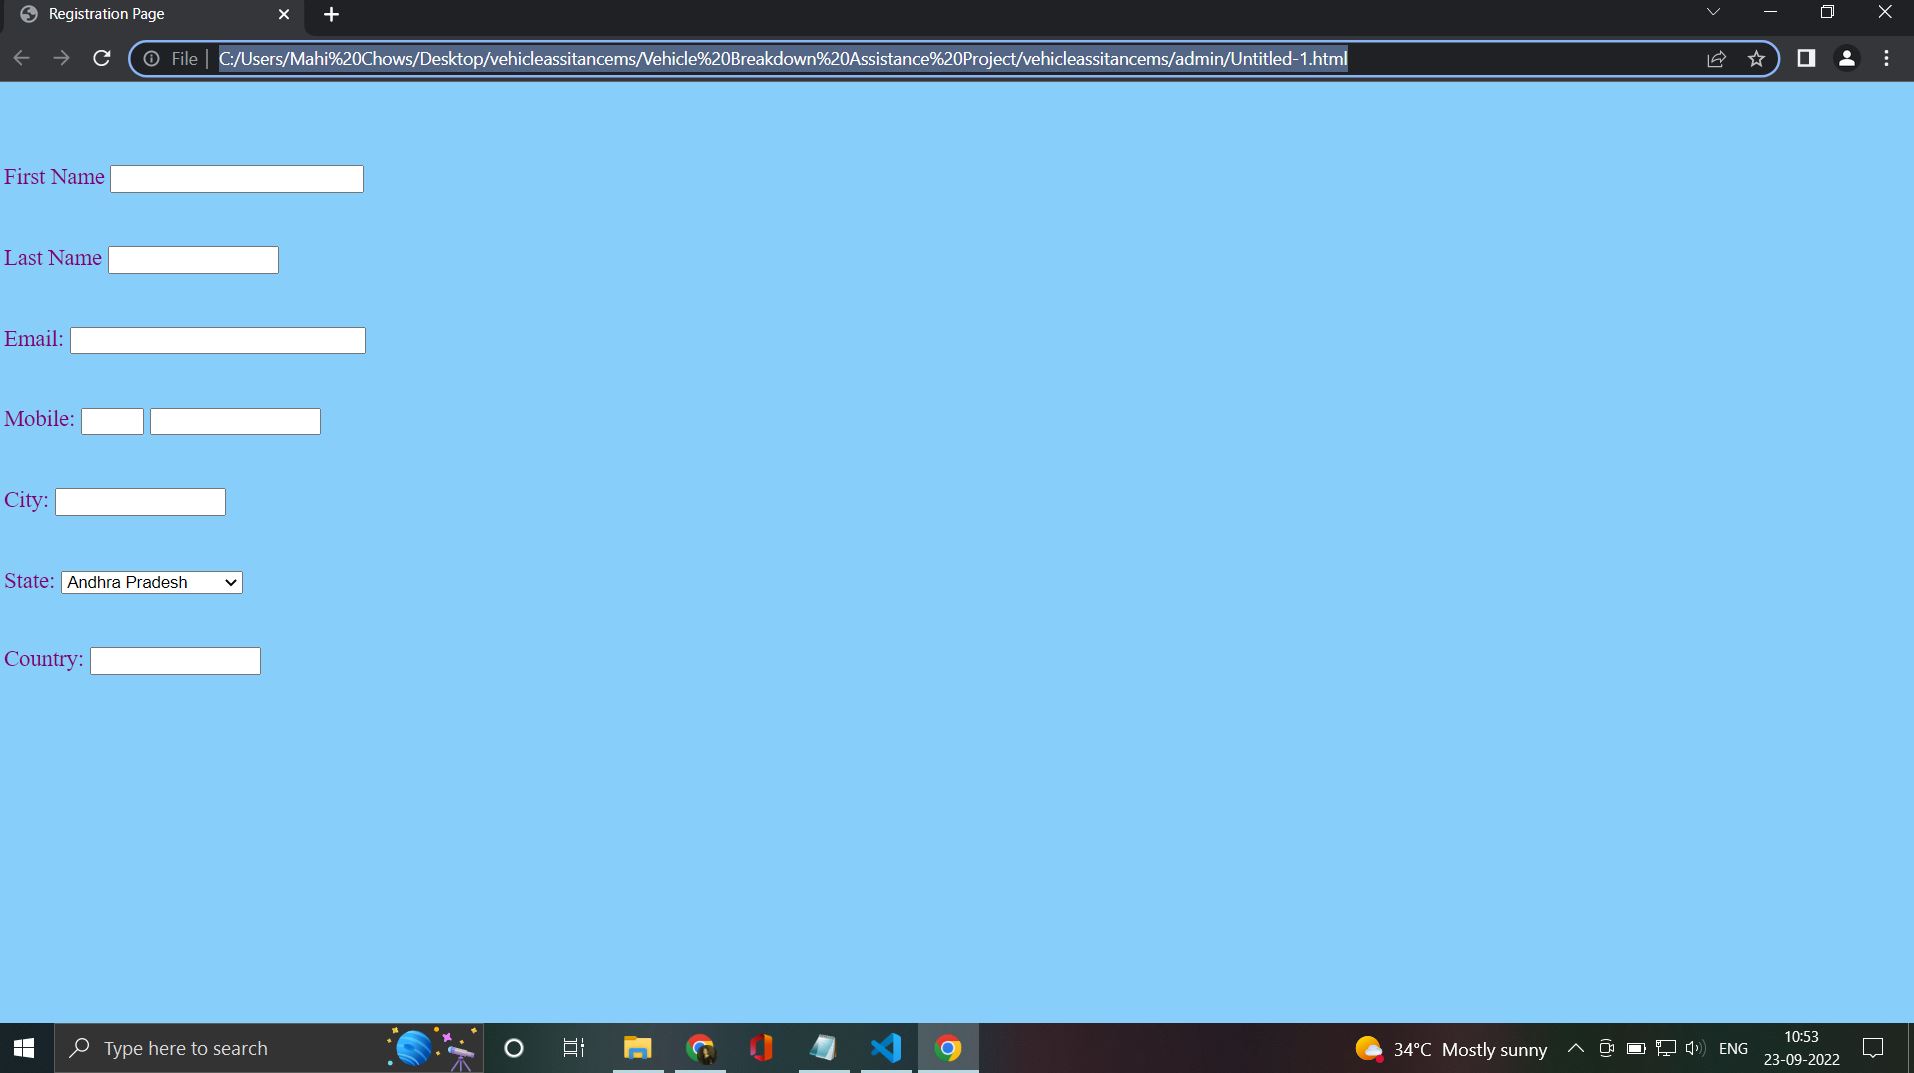 Registration Page
File C:/Users/Mahi%20Chows/Desktop/vehicleassitancems/Vehicle%20Breakdown%20Assistance%20Project/vehicleassitancems/admin/Untitled-1.html
First Name
Last Name
Email:
Mobile:
City:
State: Andhra Pradesh
Country:
Type here to search
34°C Mostly sunny
ENG
10:53
23-09-2022